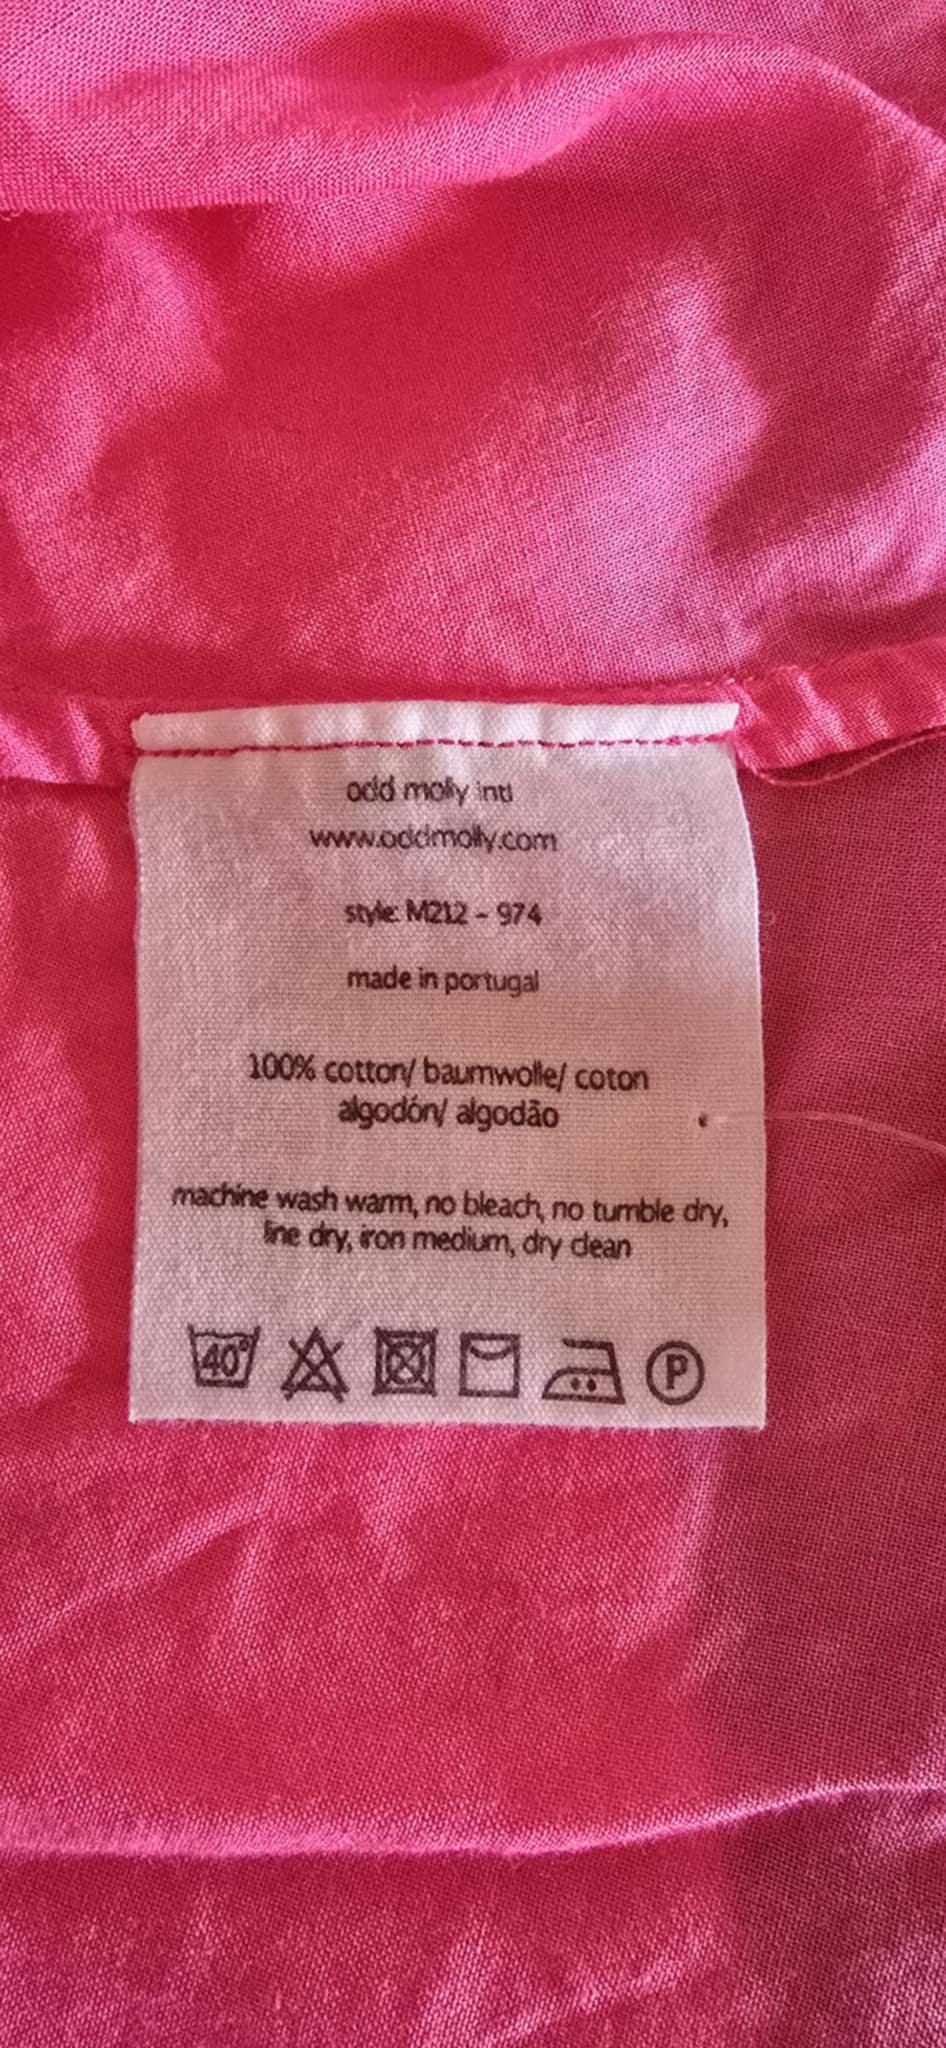 odd molly intl
www.oddmolly.com
style: M212 - 974
made in portugal
100% cotton/ baumwolle/ coton
algodón/ algodão
machine wash warm, no bleach, no tumble dry,
line dry, iron medium, dry clean
40° P